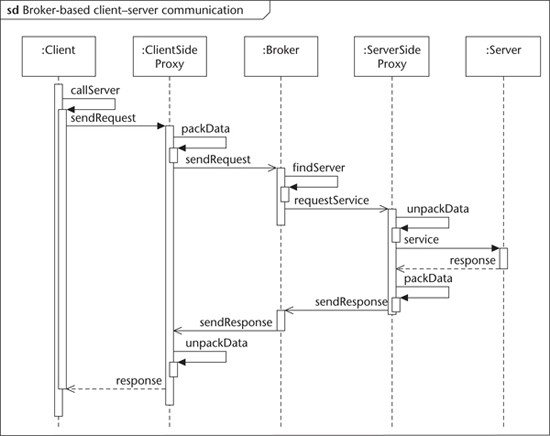 sd Broker-based client–server communication
:Client
:ClientSide
Proxy
:Broker
:ServerSide
Proxy
:Server
callServer
sendRequest
packData
sendRequest
findServer
requestService
unpackData
service
response
packData
sendResponse
sendResponse
unpackData
response